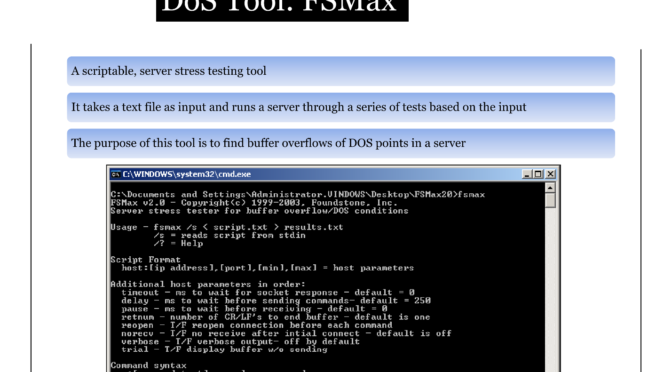 DoS Tool: FSMax
A scriptable, server stress testing tool
It takes a text file as input and runs a server through a series of tests based on the input
The purpose of this tool is to find buffer overflows of DOS points in a server
C:\WINDOWS\system32\cmd.exe
C:\Documents and Settings\Administrator.WINDOWS\Desktop\FSMax20>fsmax
FSMax v2.0 - Copyright(c) 1999-2003, Foundstone, Inc.
Server stress tester for buffer overflow/DOS conditions
Usage - fsmax /s < script.txt > results.txt
/s = reads script from stdin
/? = Help
Script Format
host:[ip address],[port],[min],[max] = host parameters
Additional host parameters in order:
timeout - ms to wait for socket response - default = 0
delay - ms to wait before sending commands- default = 250
pause - ms to wait before receiving - default = 0
retnum - number of CR/LF's to end buffer - default is one
reopen - T/F reopen connection before each command
norecv - T/F no receive after intial connect - default is off
verbose - T/F verbose output- off by default
trial - T/F display buffer w/o sending
Command syntax